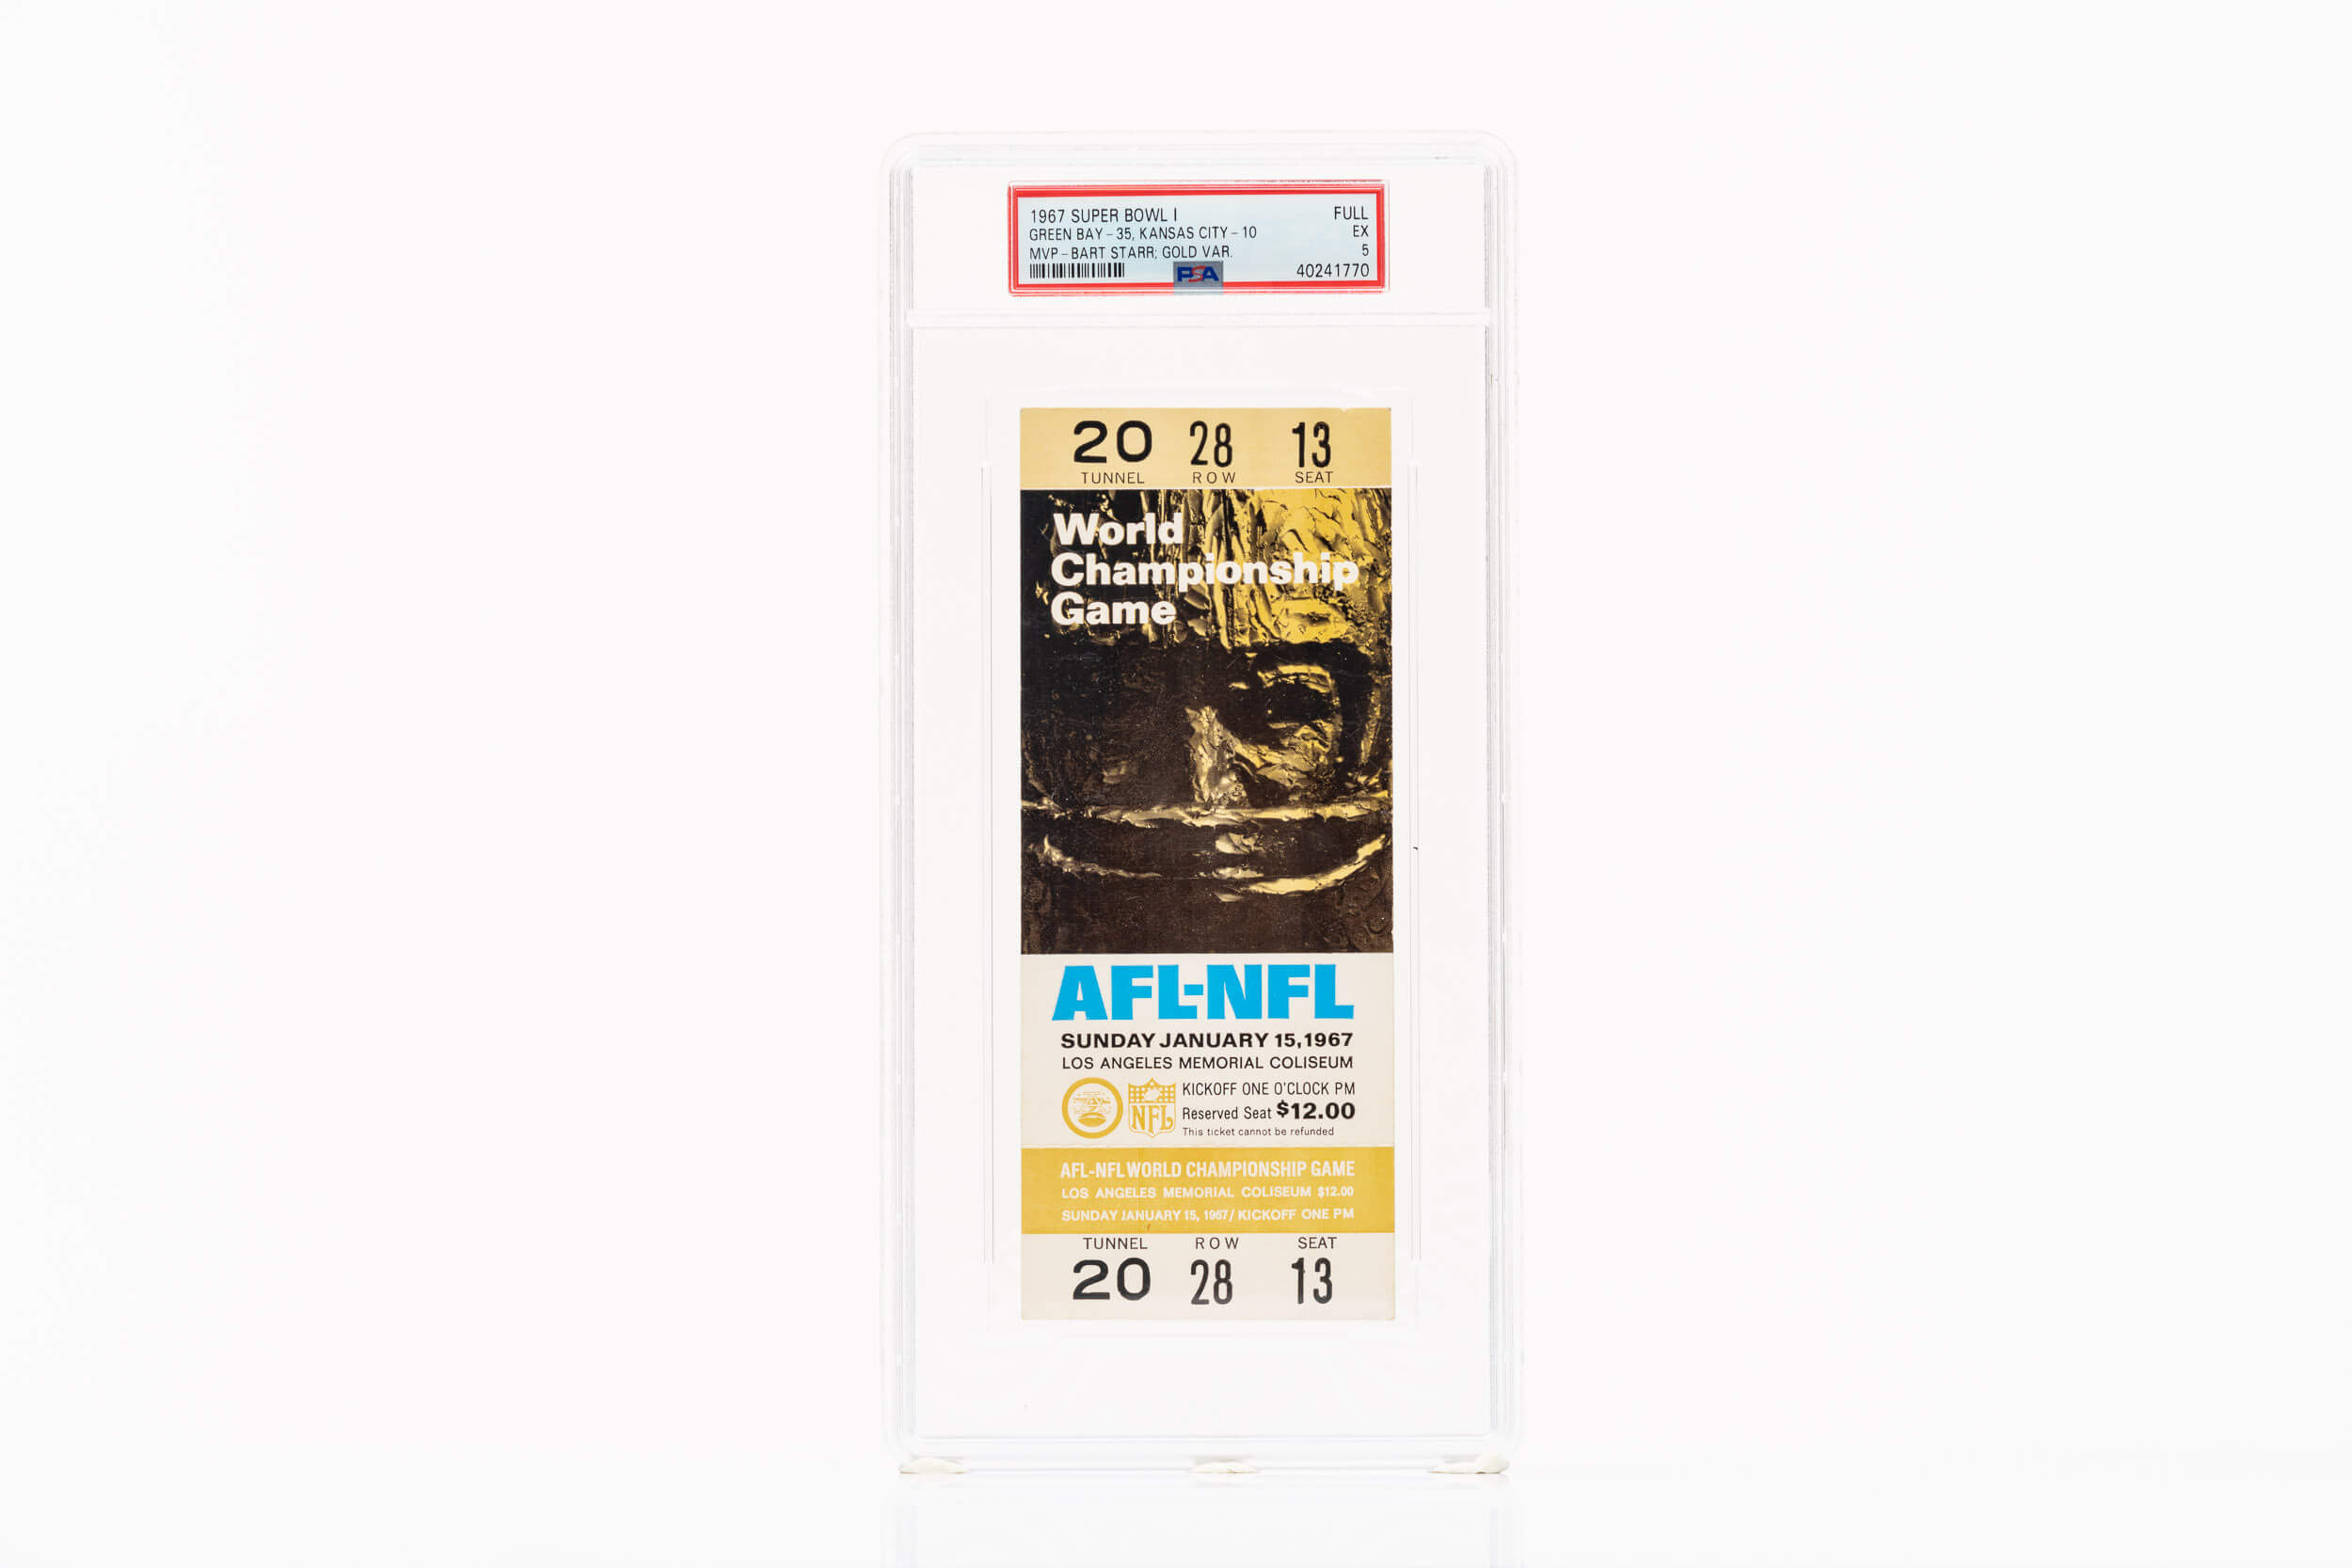 1967 SUPER BOWL I FULL
GREEN BAY - 35, KANSAS CITY - 10 EX
MVP - BART STARR; GOLD VAR. 5
PSA 40241770
20 28 13
TUNNEL ROW SEAT
World
Championship
Game
AFL-NFL
SUNDAY JANUARY 15, 1967
LOS ANGELES MEMORIAL COLISEUM
KICKOFF ONE O'CLOCK PM
NFL Reserved Seat $12.00
This ticket cannot be refunded
AFL-NFL WORLD CHAMPIONSHIP GAME
LOS ANGELES MEMORIAL COLISEUM $12.00
SUNDAY JANUARY 15, 1967/ KICKOFF ONE PM
TUNNEL ROW SEAT
20 28 13